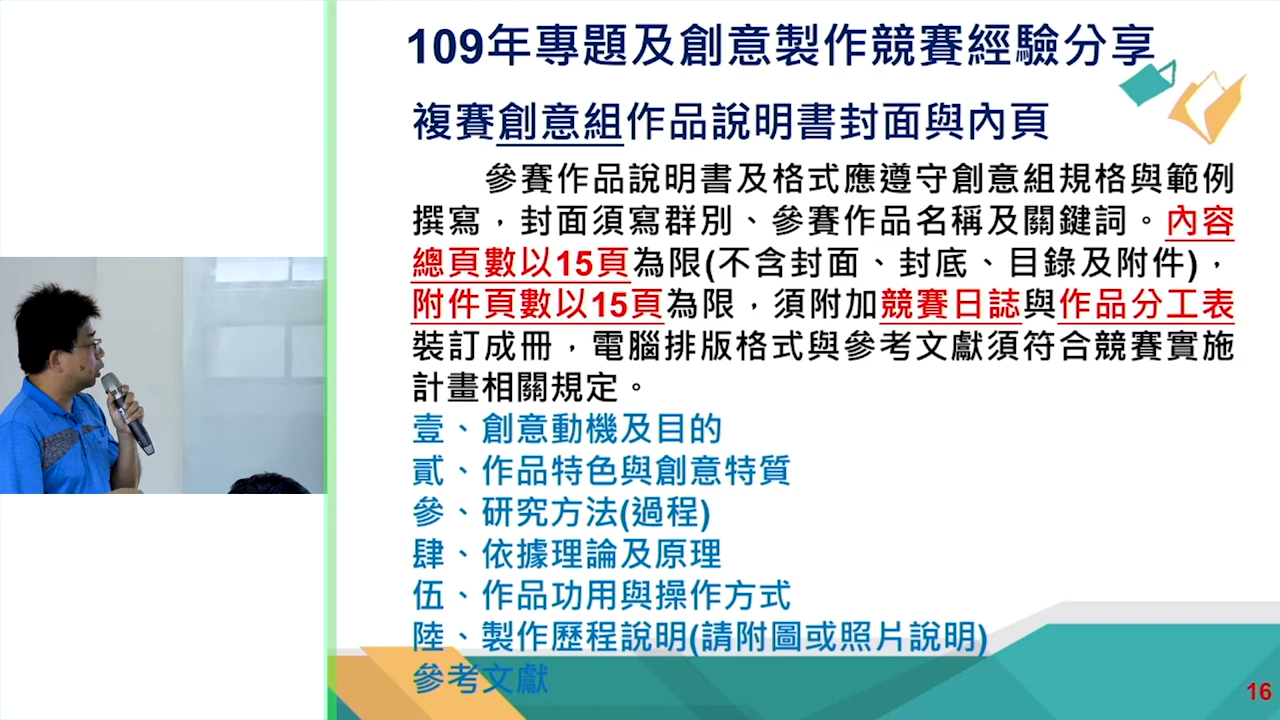 109年專題及創意製作競賽經驗分享
複賽創意組作品說明書封面與內頁
參賽作品說明書及格式應遵守創意組規格與範例
撰寫，封面須寫群別、參賽作品名稱及關鍵詞。內容
總頁數以15頁為限(不含封面、封底、目錄及附件)，
附件頁數以15頁為限，須附加競賽日誌與作品分工表
裝訂成冊，電腦排版格式與參考文獻須符合競賽實施
計畫相關規定。
壹、創意動機及目的
貳、作品特色與創意特質
參、研究方法(過程)
肆、依據理論及原理
伍、作品功用與操作方式
陸、製作歷程說明(請附圖或照片說明)
參考文獻
16